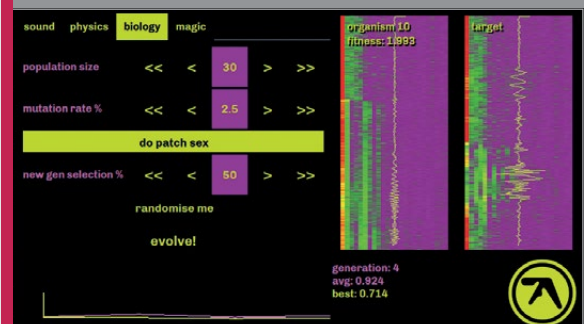 sound physics biology magic
population size << < 30 > >>
mutation rate % << < 2.5 > >>
do patch sex
new gen selection % << < 50 > >>
randomise me
evolve!
organism 10
fitness: 1.993
target
generation: 4
avg: 0.924
best: 0.714